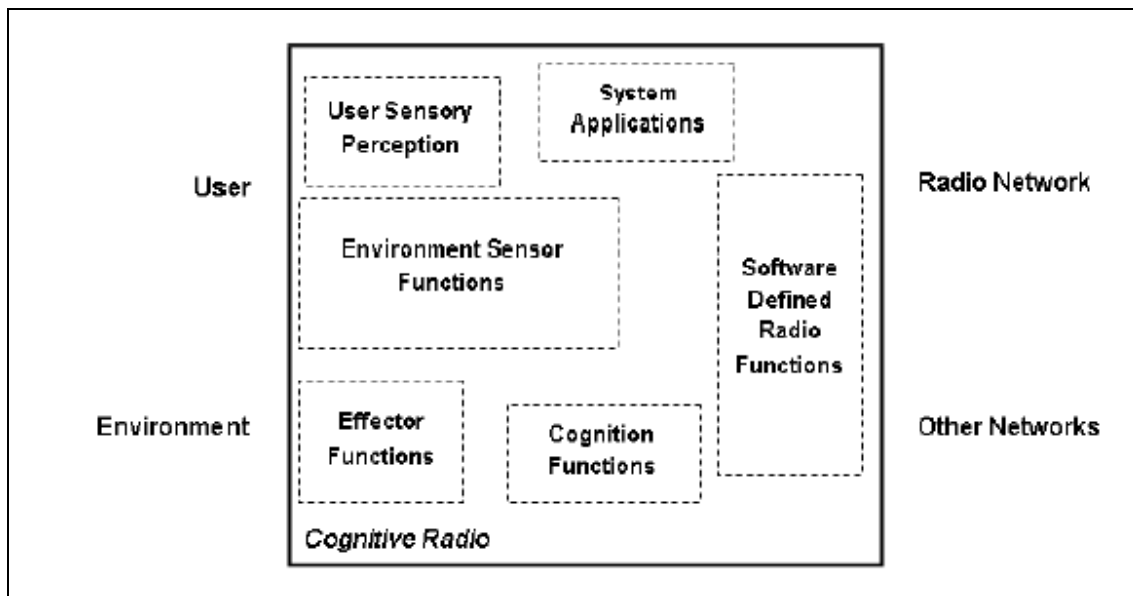 User Sensory
Perception
System
Applications
User
Radio Network
Environment Sensor
Functions
Software
Defined
Radio
Functions
Environment
Effector
Functions
Cognition
Functions
Other Networks
Cognitive Radio